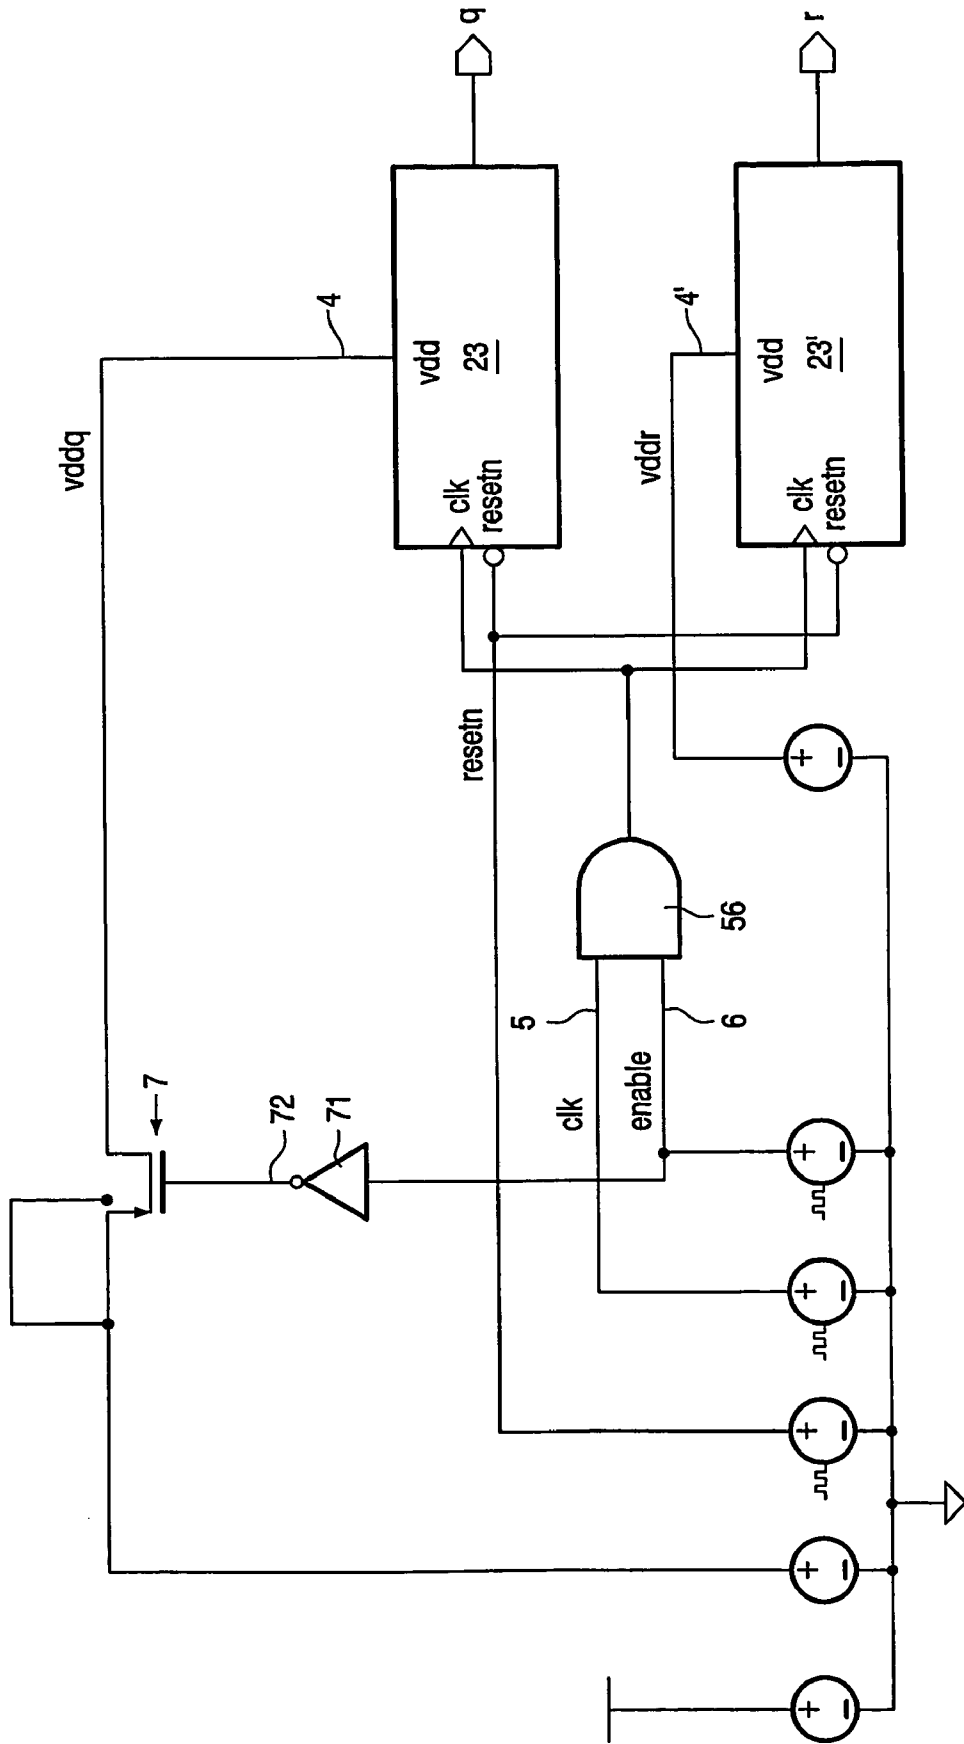 q
r
4
vddq
vdd
23
clk
resetn
4'
vddr
vdd
23'
clk
resetn
resetn
56
5
6
clk
enable
7
72
71
+
−
+
−
+
−
+
−
+
−
+
−